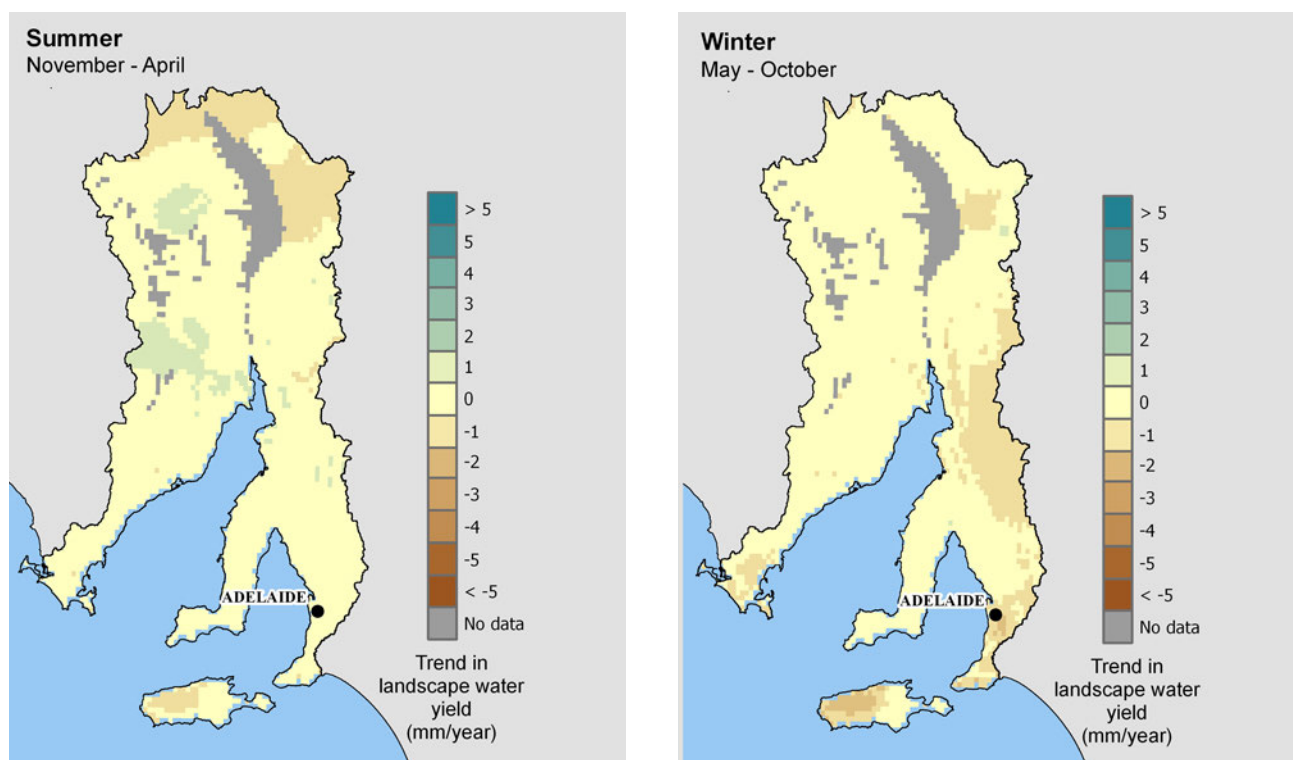 Summer
November - April
> 5
5
4
3
2
1
0
-1
-2
-3
-4
-5
< -5
No data
ADELAIDE
Trend in
landscape water
yield
(mm/year)
Winter
May - October
> 5
5
4
3
2
1
0
-1
-2
-3
-4
-5
< -5
No data
ADELAIDE
Trend in
landscape water
yield
(mm/year)